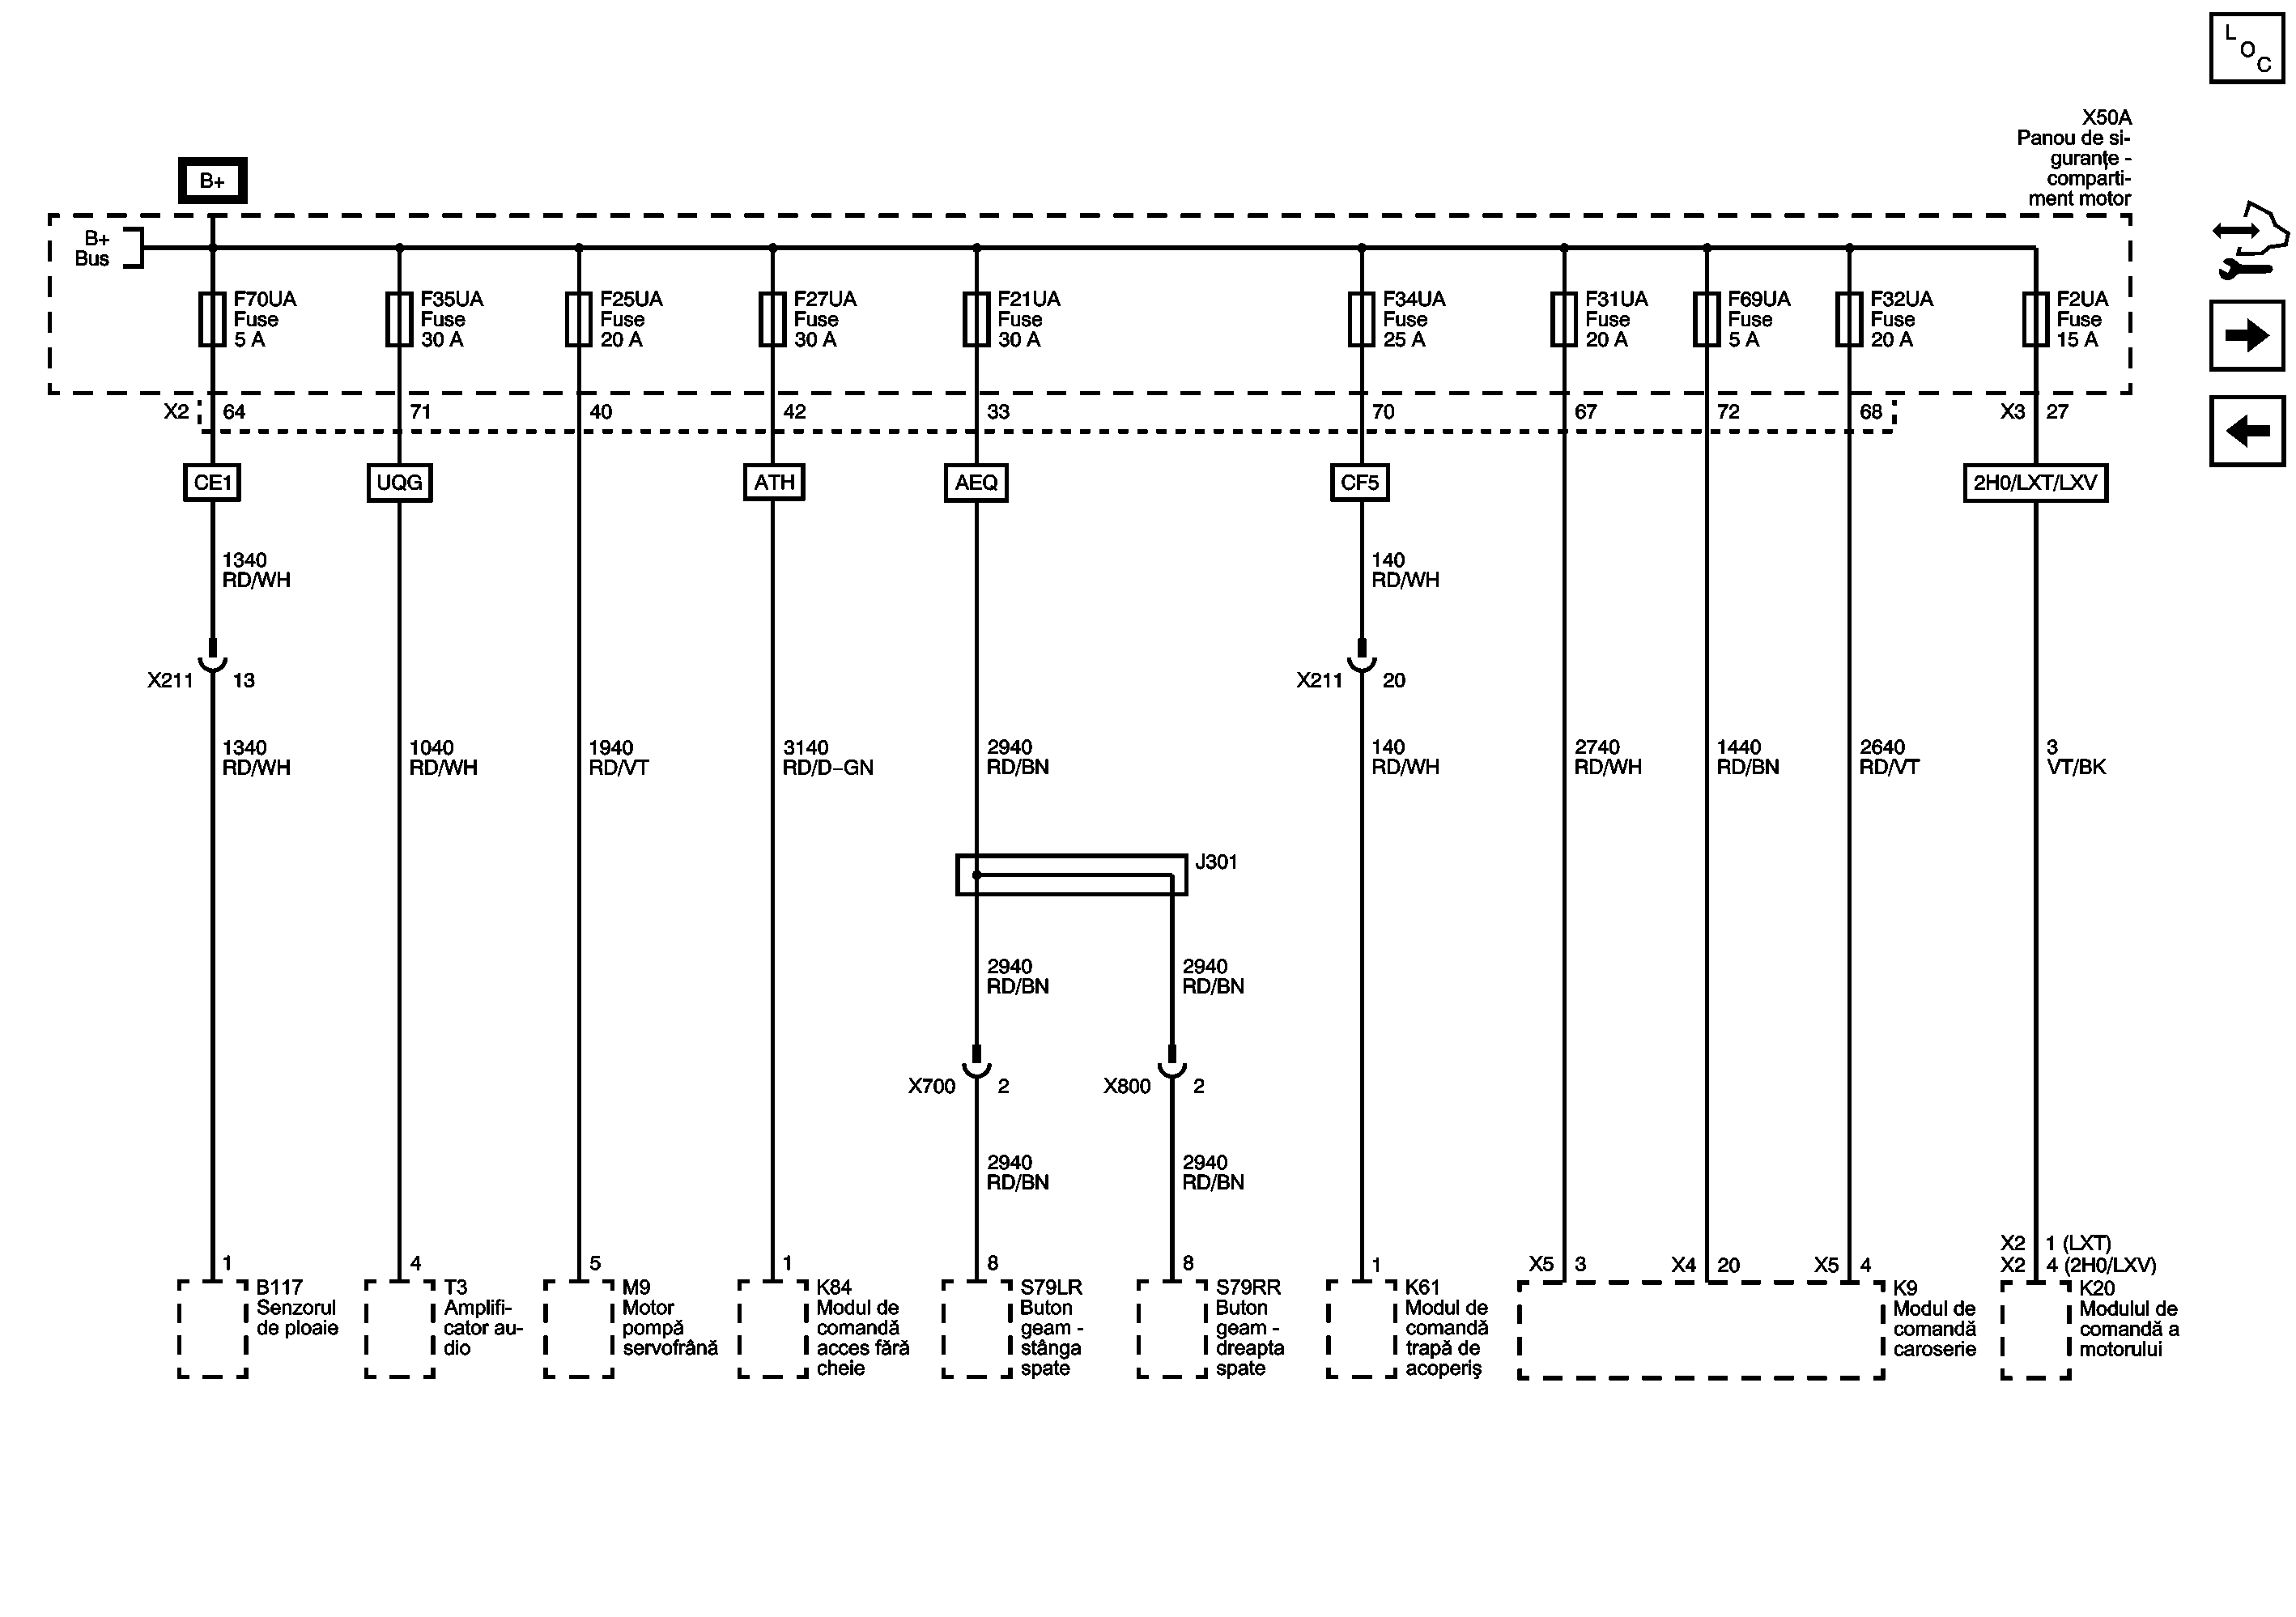 L
O
C
X50A
Panou de si-
guranțe -
comparti-
ment motor
B+
B+
Bus
F70UA
Fuse
5 A
F35UA
Fuse
30 A
F25UA
Fuse
20 A
F27UA
Fuse
30 A
F21UA
Fuse
30 A
F34UA
Fuse
25 A
F31UA
Fuse
20 A
F69UA
Fuse
5 A
F32UA
Fuse
20 A
F2UA
Fuse
15 A
X2 64 71 40 42 33 70 67 72 68 X3 27
CE1 UQG ATH AEQ CF5 2H0/LXT/LXV
1340
RD/WH
140
RD/WH
X211 13
X211 20
1340
RD/WH
1040
RD/WH
1940
RD/VT
3140
RD/D-GN
2940
RD/BN
140
RD/WH
2740
RD/WH
1440
RD/BN
2640
RD/VT
3
VT/BK
J301
2940
RD/BN
2940
RD/BN
X700 2
X800 2
2940
RD/BN
2940
RD/BN
1 4 5 1 8 8 1 X5 3 X4 20 X5 4
X2 1 (LXT)
X2 4 (2H0/LXV)
B117
Senzorul
de ploaie
T3
Amplifi-
cator au-
dio
M9
Motor
pompă
servofrână
K84
Modul de
comandă
acces fără
cheie
S79LR
Buton
geam -
stânga
spate
S79RR
Buton
geam -
dreapta
spate
K61
Modul de
comandă
trapă de
acoperiş
K9
Modul de
comandă
caroserie
K20
Modulul de
comandă a
motorului